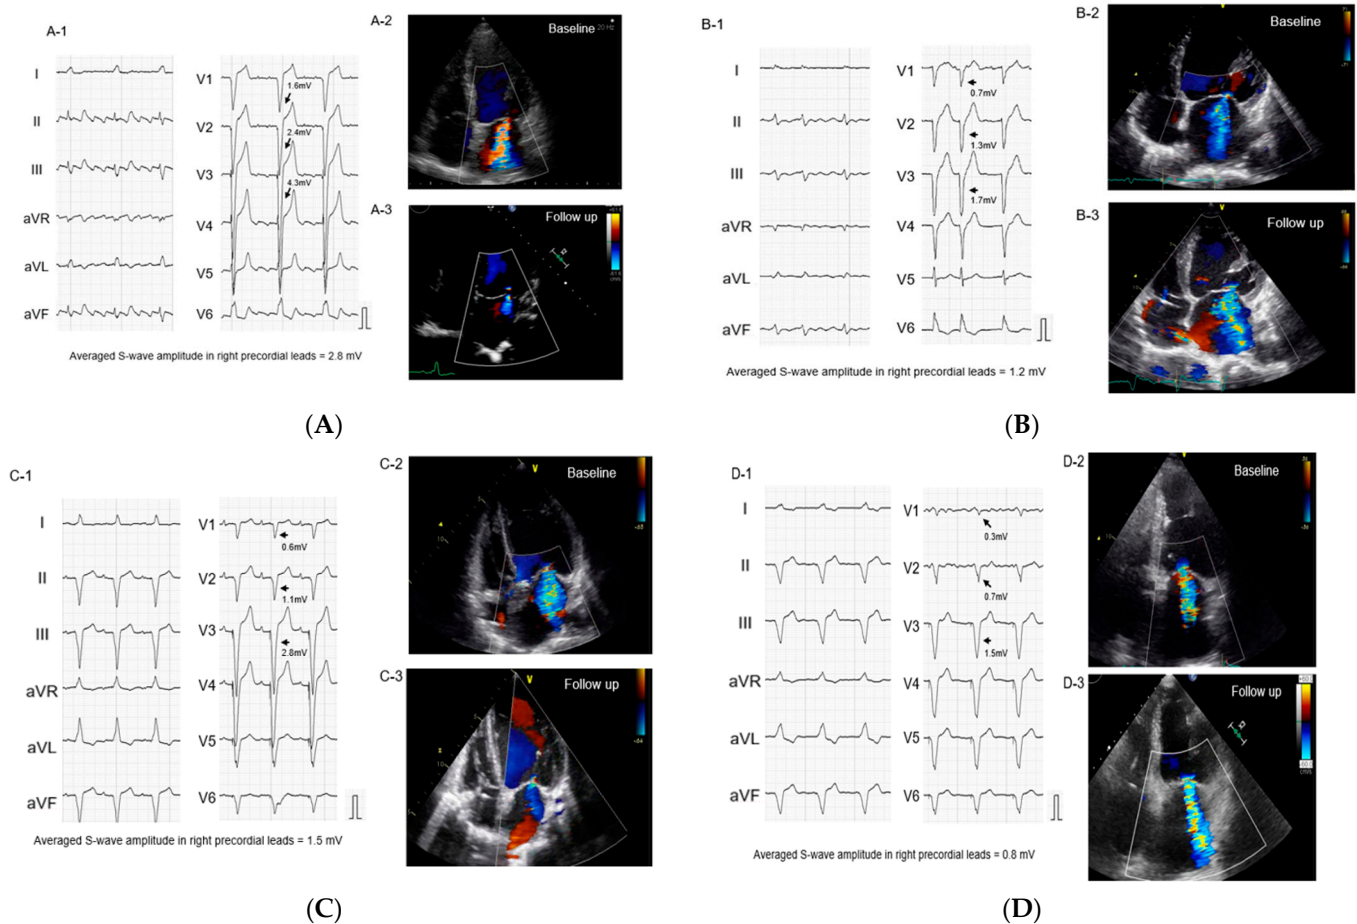 A-1
I
II
III
aVR
aVL
aVF
V1
1.6mV
V2
2.4mV
V3
4.3mV
V4
V5
V6
Averaged S-wave amplitude in right precordial leads = 2.8 mV
A-2
Baseline
20 Hz
A-3
Follow up
(A)
B-1
I
II
III
aVR
aVL
aVF
V1
0.7mV
V2
1.3mV
V3
1.7mV
V4
V5
V6
Averaged S-wave amplitude in right precordial leads = 1.2 mV
B-2
V
Baseline
B-3
V
Follow up
(B)
C-1
I
II
III
aVR
aVL
aVF
V1
0.6mV
V2
1.1mV
V3
2.8mV
V4
V5
V6
Averaged S-wave amplitude in right precordial leads = 1.5 mV
C-2
V
Baseline
C-3
V
Follow up
(C)
D-1
I
II
III
aVR
aVL
aVF
V1
0.3mV
V2
0.7mV
V3
1.5mV
V4
V5
V6
Averaged S-wave amplitude in right precordial leads = 0.8 mV
D-2
Baseline
D-3
Follow up
(D)